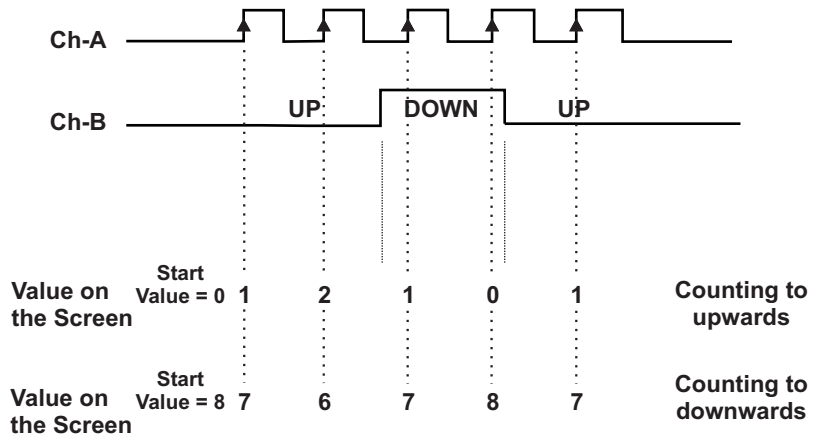 Ch-A
Ch-B
UP DOWN UP
Value on
the Screen
Start
Value = 0
1 2 1 0 1
Counting to
upwards
Value on
the Screen
Start
Value = 8
7 6 7 8 7
Counting to
downwards